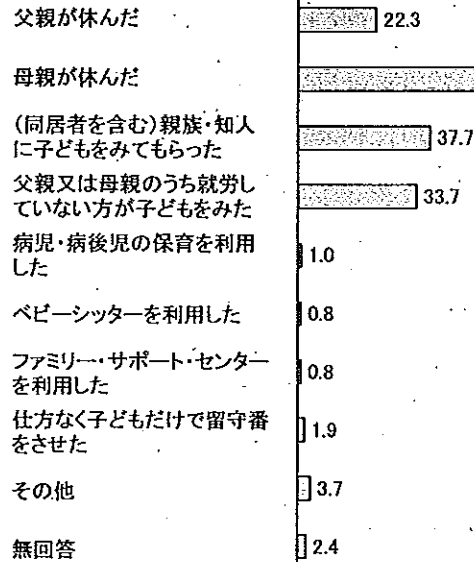 父親が休んだ 22.3
母親が休んだ
(同居者を含む)親族・知人
に子どもをみてもらった 37.7
父親又は母親のうち就労し
ていない方が子どもをみた 33.7
病児・病後児の保育を利用
した 1.0
ベビーシッターを利用した 0.8
ファミリー・サポート・センター
を利用した 0.8
仕方なく子どもだけで留守番
をさせた 1.9
その他 3.7
無回答 2.4